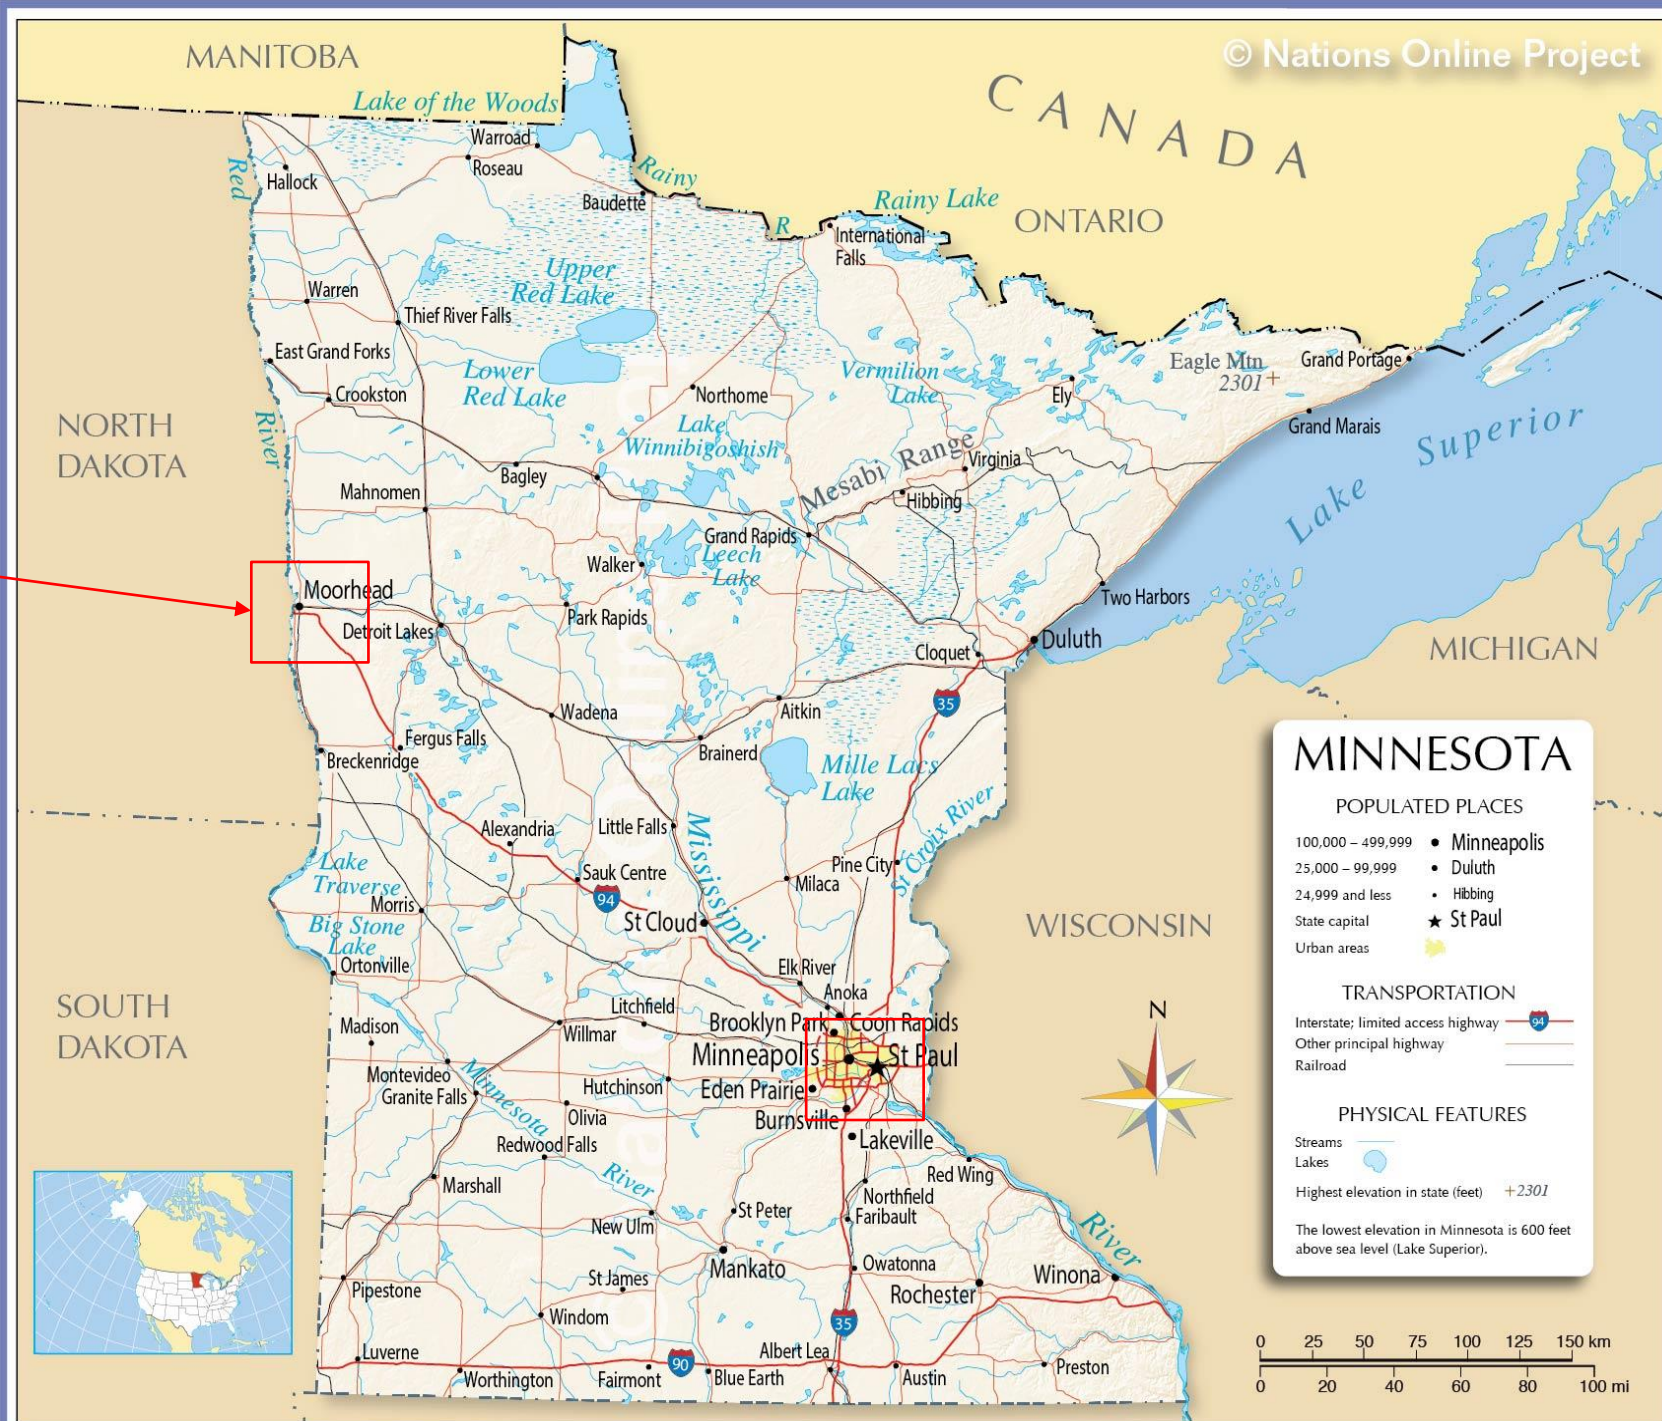 © Nations Online Project
MANITOBA
CANADA
Lake of the Woods
Warroad
Roseau
Hallock
Red
River
Rainy
R
Baudette
Rainy Lake
ONTARIO
International
Falls
Upper
Red Lake
Warren
Thief River Falls
East Grand Forks
Crookston
Lower
Red Lake
Northome
Vermilion
Lake
Ely
Eagle Mtn
2301
Grand Portage
Grand Marais
Lake Superior
NORTH
DAKOTA
Lake
Winnibigoshish
Mesabi Range
Virginia
Hibbing
Bagley
Mahnomen
Grand Rapids
Leech
Lake
Walker
Moorhead
Detroit Lakes
Park Rapids
Two Harbors
Duluth
Cloquet
MICHIGAN
35
Wadena
Aitkin
Brainerd
Fergus Falls
Breckenridge
Mille Lacs
Lake
St Croix River
Alexandria
Little Falls
Mississippi
Pine City
Milaca
Sauk Centre
94
Lake
Traverse
Morris
Big Stone
Lake
Ortonville
St Cloud
WISCONSIN
Elk River
Anoka
SOUTH
DAKOTA
Madison
Litchfield
Willmar
Brooklyn Park
Coon Rapids
Minneapolis
St Paul
Montevideo
Granite Falls
Minnesota
River
Hutchinson
Eden Prairie
Olivia
Burnsville
Lakeville
Redwood Falls
Red Wing
Marshall
Northfield
Faribault
St Peter
New Ulm
River
Mankato
Owatonna
Winona
Rochester
Pipestone
St James
Windom
35
Luverne
Albert Lea
90
Worthington
Fairmont
Blue Earth
Austin
Preston
N
MINNESOTA
POPULATED PLACES
100,000 – 499,999 Minneapolis
25,000 – 99,999 Duluth
24,999 and less Hibbing
State capital St Paul
Urban areas
TRANSPORTATION
Interstate; limited access highway 94
Other principal highway
Railroad
PHYSICAL FEATURES
Streams
Lakes
Highest elevation in state (feet) +2301
The lowest elevation in Minnesota is 600 feet
above sea level (Lake Superior).
0 25 50 75 100 125 150 km
0 20 40 60 80 100 mi